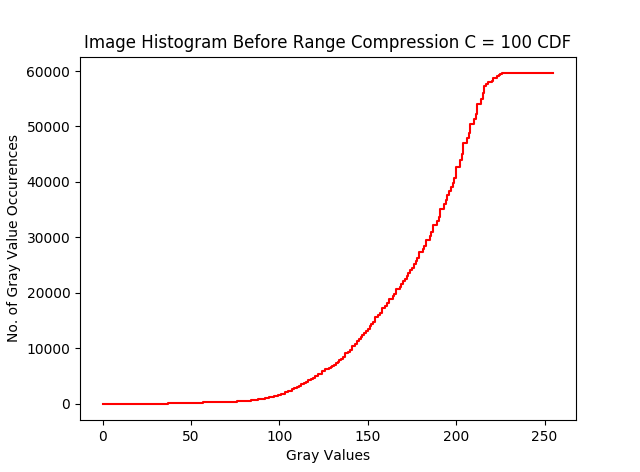 Image Histogram Before Range Compression C = 100 CDF
60000
50000
40000
30000
20000
10000
0
No. of Gray Value Occurences
0 50 100 150 200 250
Gray Values